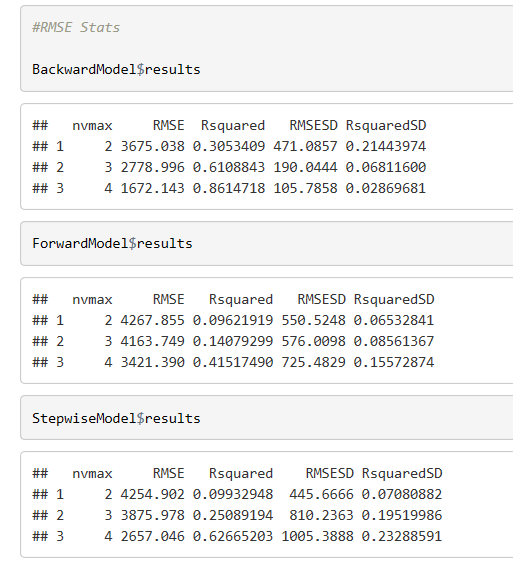 #RMSE Stats
BackwardModel$results
##   nvmax     RMSE  Rsquared   RMSESD RsquaredSD
## 1     2 3675.038 0.3053409 471.0857 0.21443974
## 2     3 2778.996 0.6108843 190.0444 0.06811600
## 3     4 1672.143 0.8614718 105.7858 0.02869681
ForwardModel$results
##   nvmax     RMSE   Rsquared   RMSESD RsquaredSD
## 1     2 4267.855 0.09621919 550.5248 0.06532841
## 2     3 4163.749 0.14079299 576.0098 0.08561367
## 3     4 3421.390 0.41517490 725.4829 0.15572874
StepwiseModel$results
##   nvmax     RMSE   Rsquared    RMSESD RsquaredSD
## 1     2 4254.902 0.09932948  445.6666 0.07080882
## 2     3 3875.978 0.25089194  810.2363 0.19519986
## 3     4 2657.046 0.62665203 1005.3888 0.23288591